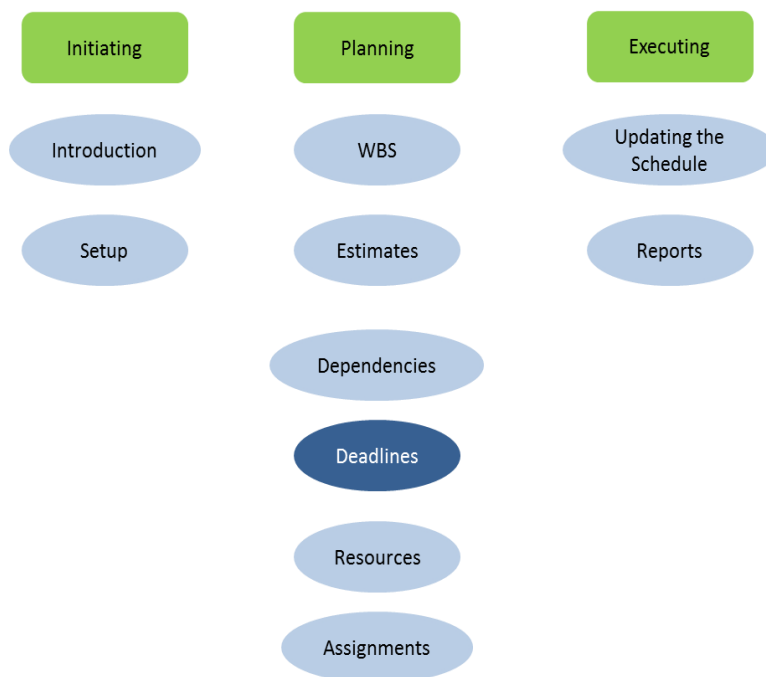 Initiating
Planning
Executing
Introduction
WBS
Updating the
Schedule
Setup
Estimates
Reports
Dependencies
Deadlines
Resources
Assignments